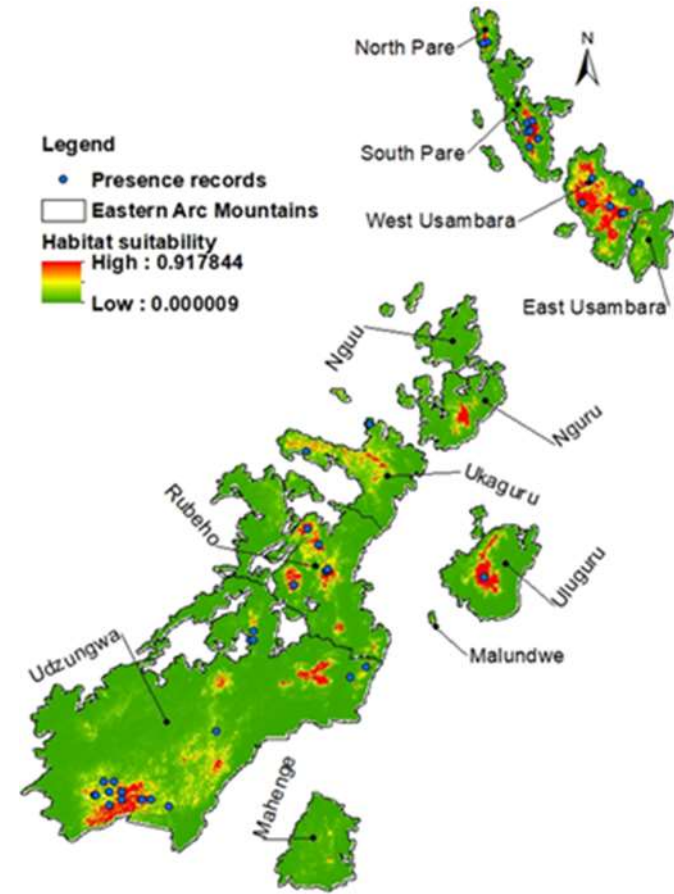 North Pare
N
Legend
South Pare
Presence records
Eastern Arc Mountains
West Usambara
Habitat suitability
High : 0.917844
Low : 0.000009
East Usambara
Nguu
Nguru
Ukaguru
Rubeho
Uluguru
Malundwe
Udzungwa
Mahenge